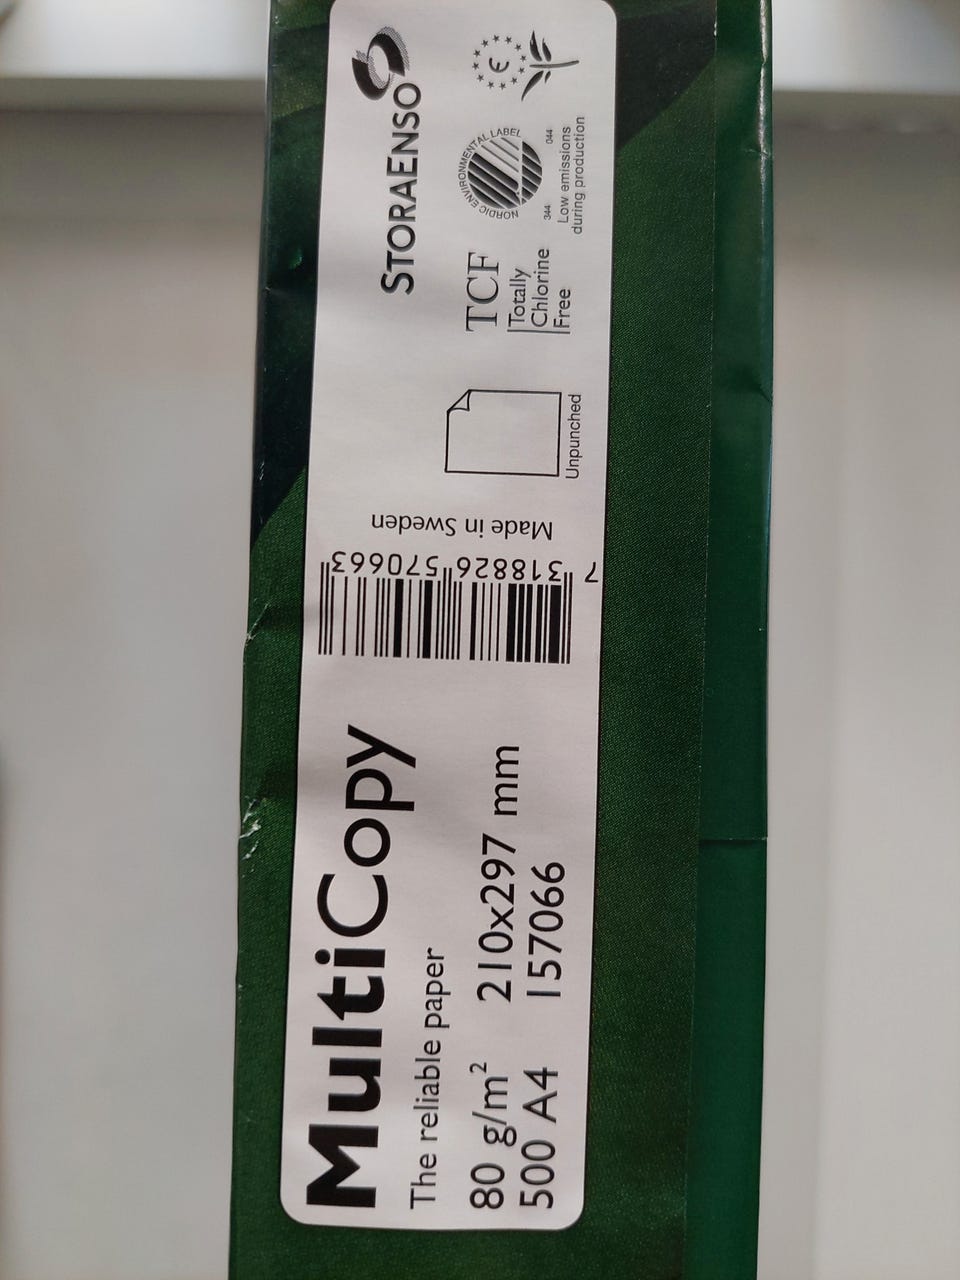 MultiCopy
The reliable paper
80 g/m² 210x297 mm
500 A4 157066
7 318826 570663
Made in Sweden
Unpunched
STORAENSO
TCF
Totally
Chlorine
Free
NORDIC ENVIRONMENTAL LABEL
344 044
Low emissions
during production
€